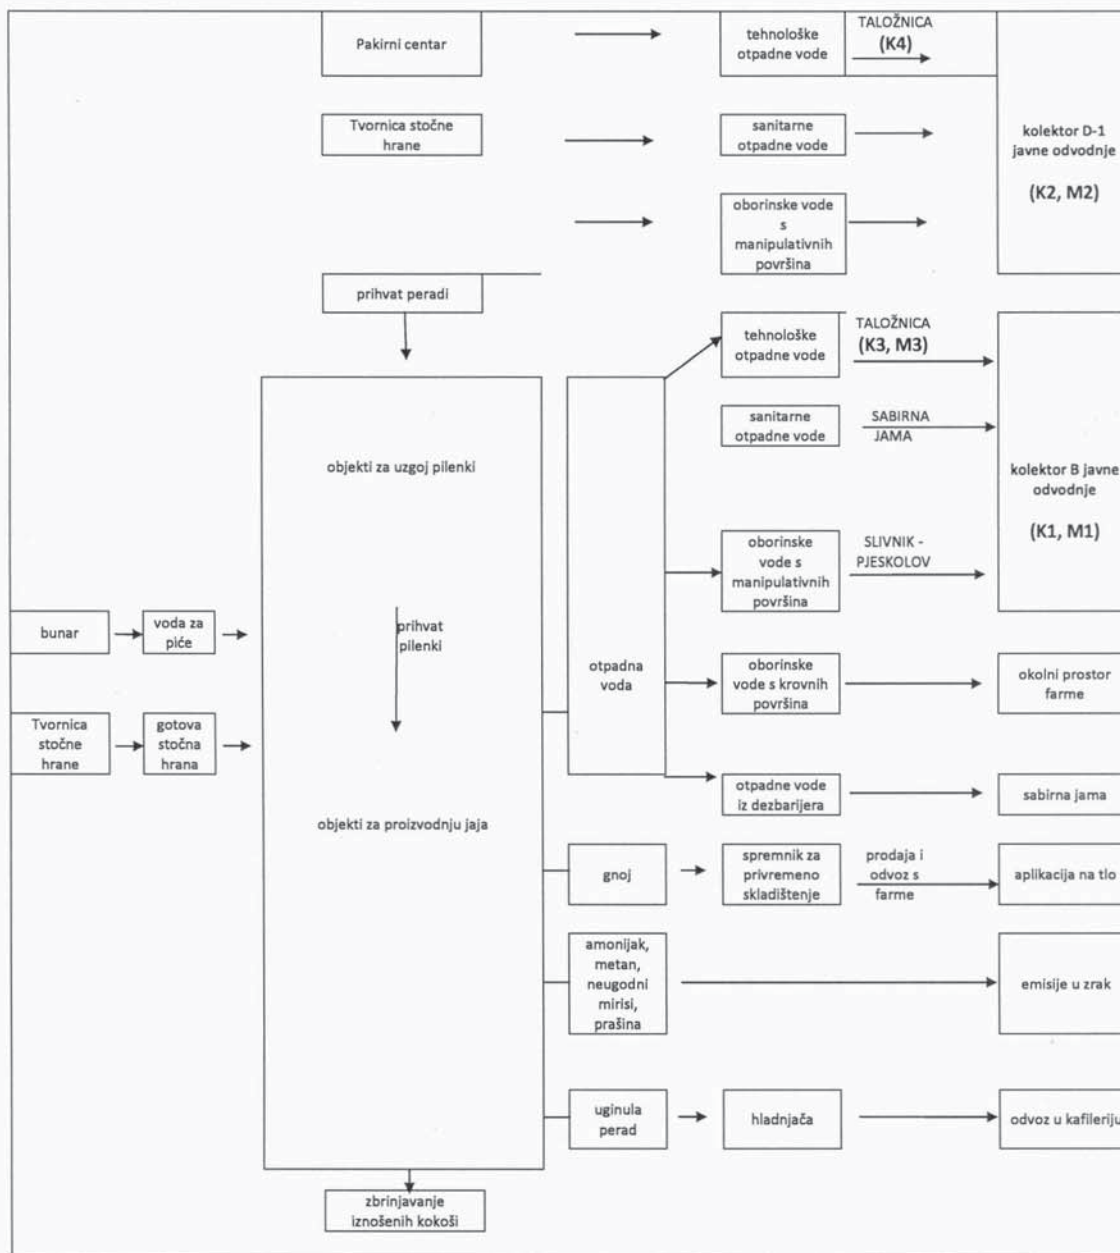 Pakirni centar
tehnološke
otpadne vode
TALOŽNICA
(K4)
Tvornica stočne
hrane
sanitarne
otpadne vode
kolektor D-1
javne odvodnje
(K2, M2)
oborinske vode
s
manipulativnih
površina
prihvat peradi
tehnološke
otpadne vode
TALOŽNICA
(K3, M3)
sanitarne
otpadne vode
SABIRNA
JAMA
objekti za uzgoj pilenki
kolektor B javne
odvodnje
(K1, M1)
oborinske
vode s
manipulativnih
površina
SLIVNIK -
PJESKOLOV
bunar
voda za
piće
prihvat
pilenki
otpadna
voda
oborinske
vode s krovnih
površina
okolni prostor
farme
Tvornica
stočne
hrane
gotova
stočna
hrana
otpadne vode
iz dezbarijera
sabirna jama
objekti za proizvodnju jaja
gnoj
spremnik za
privremeno
skladištenje
prodaja i
odvoz s
farme
aplikacija na tlo
amonijak,
metan,
neugodni
mirisi,
prašina
emisije u zrak
uginula
perad
hladnjača
odvoz u kafileriju
zbrinjavanje
iznošenih kokoši